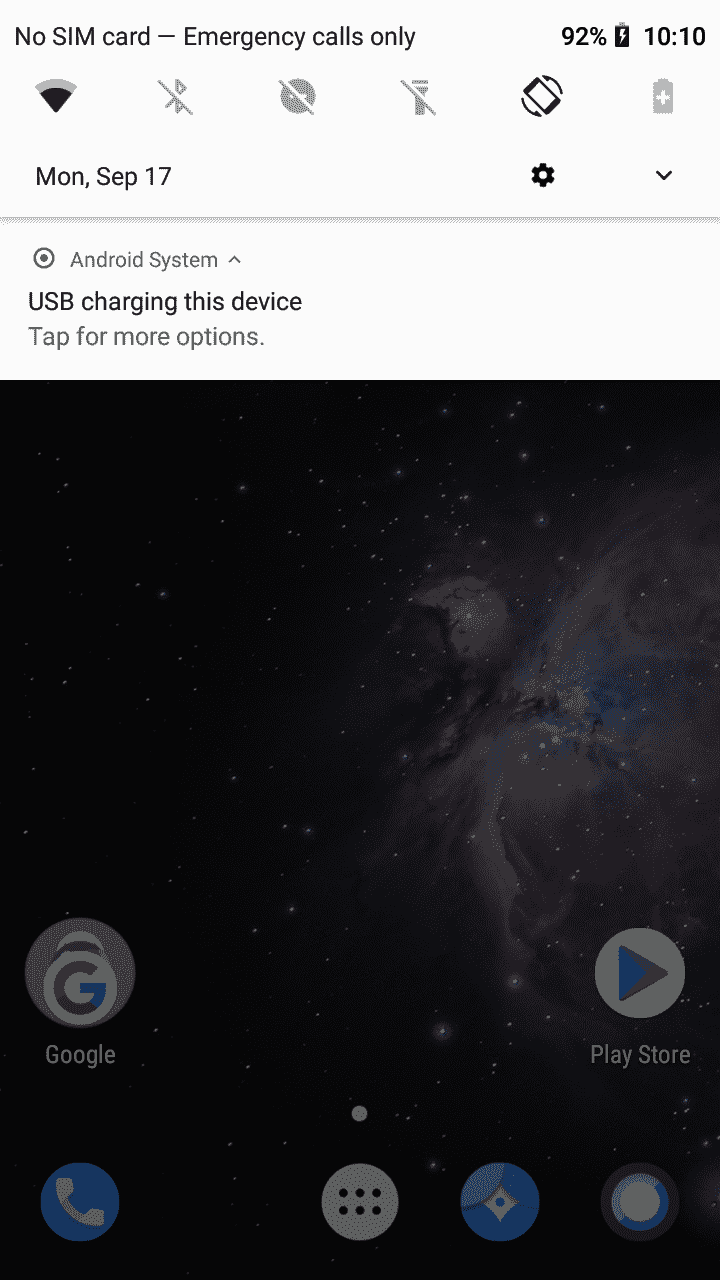 No SIM card — Emergency calls only 92% 10:10
Mon, Sep 17
Android System
USB charging this device
Tap for more options.
Google Play Store